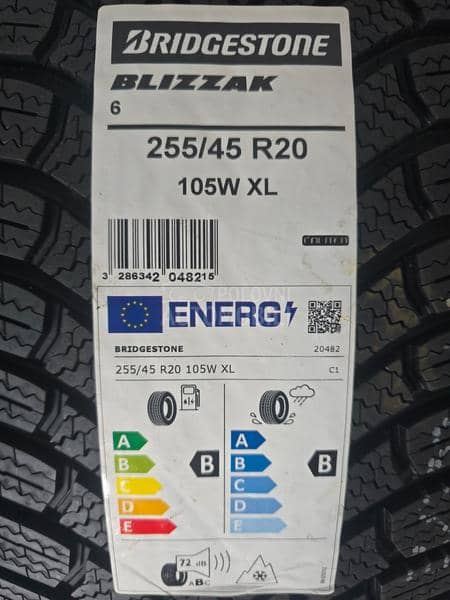 BRIDGESTONE
BLIZZAK
6
255/45 R20
105W XL
ENLITEN
3 286342 048215
ENERG
BRIDGESTONE
20482
255/45 R20 105W XL
C1
A
B
C
D
E
B
A
B
C
D
E
B
72 dB
ABC